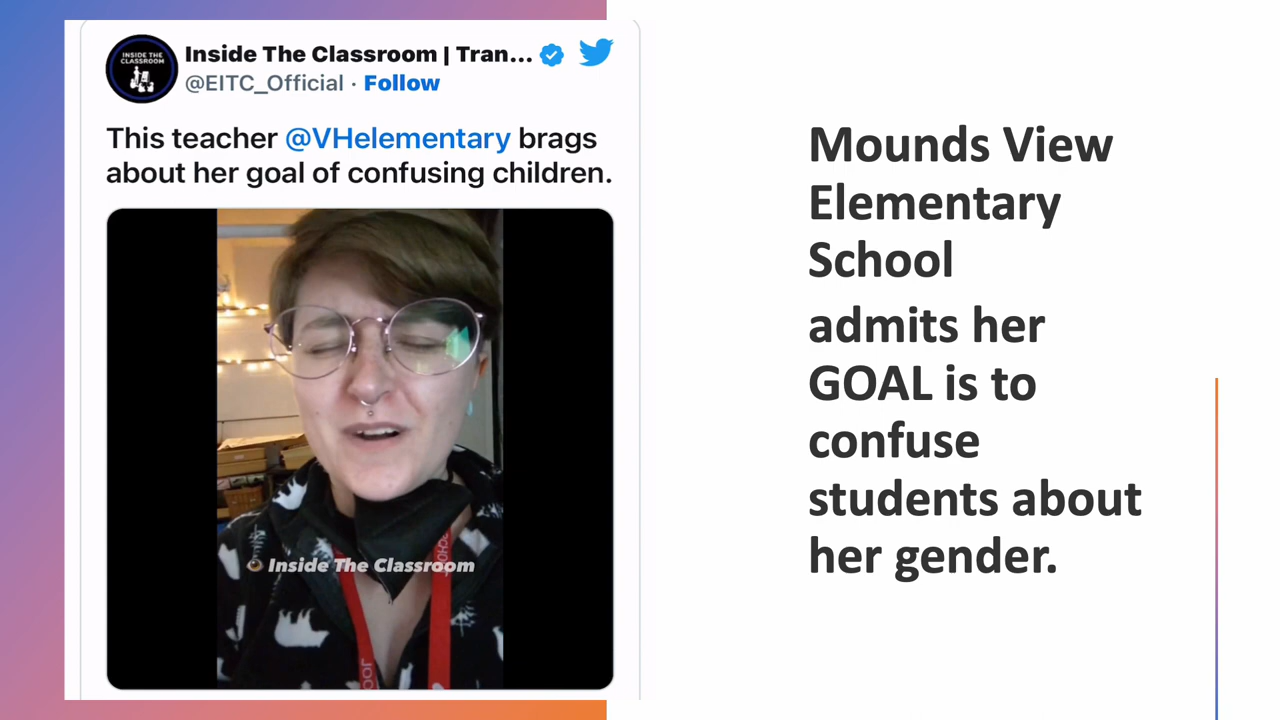 INSIDE THE
CLASSROOM
Inside The Classroom | Tran...
@EITC_Official · Follow
This teacher @VHelementary brags
about her goal of confusing children.
Inside The Classroom
Mounds View
Elementary
School
admits her
GOAL is to
confuse
students about
her gender.